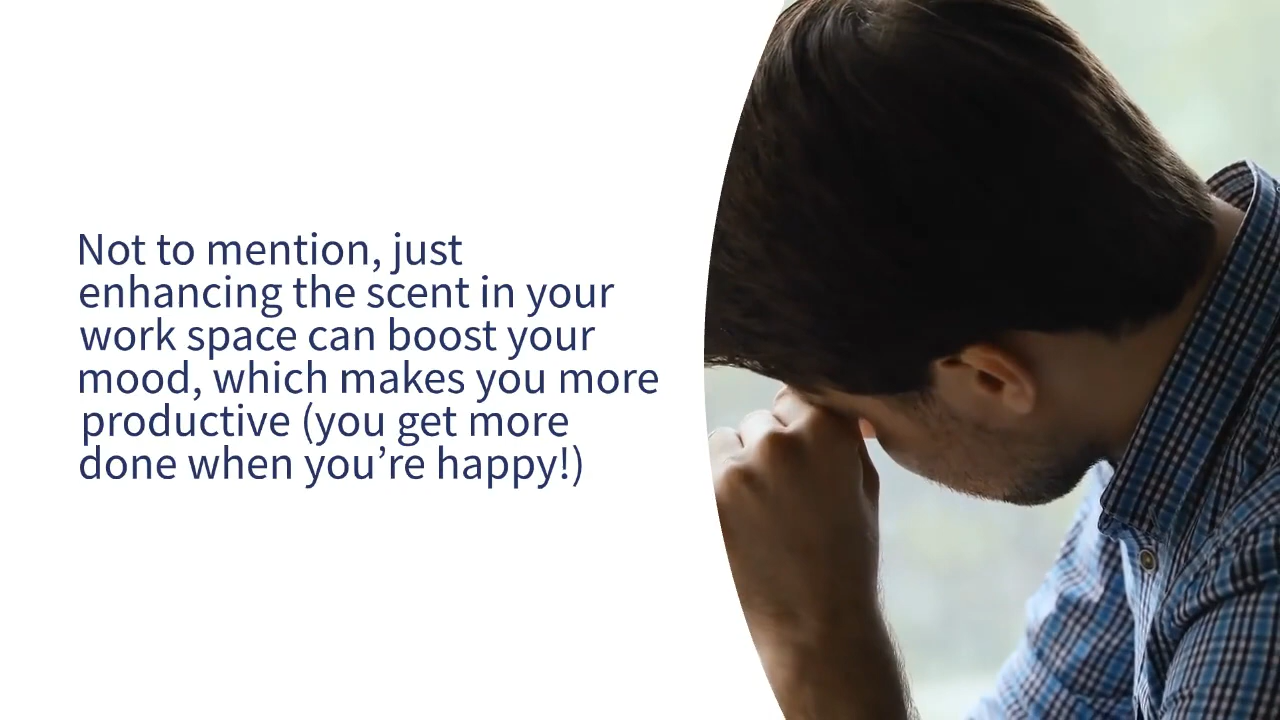 Not to mention, just
enhancing the scent in your
work space can boost your
mood, which makes you more
productive (you get more
done when you’re happy!)